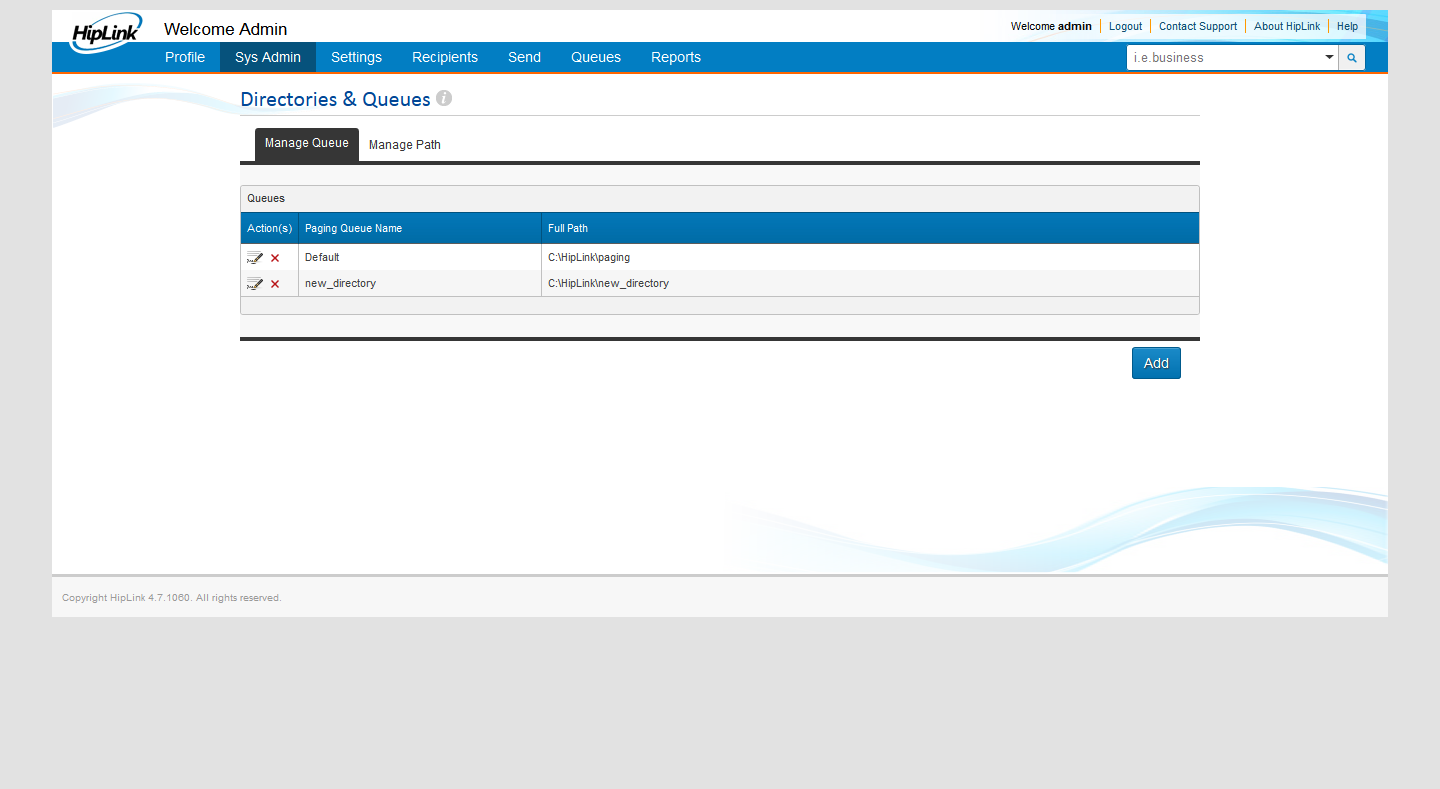 HipLink
Welcome Admin
Welcome admin Logout Contact Support About HipLink Help
Profile Sys Admin Settings Recipients Send Queues Reports
i.e.business
Directories & Queues i
Manage Queue Manage Path
Queues
Action(s) Paging Queue Name Full Path
Default C:\HipLink\paging
new_directory C:\HipLink\new_directory
Add
Copyright HipLink 4.7.1060. All rights reserved.